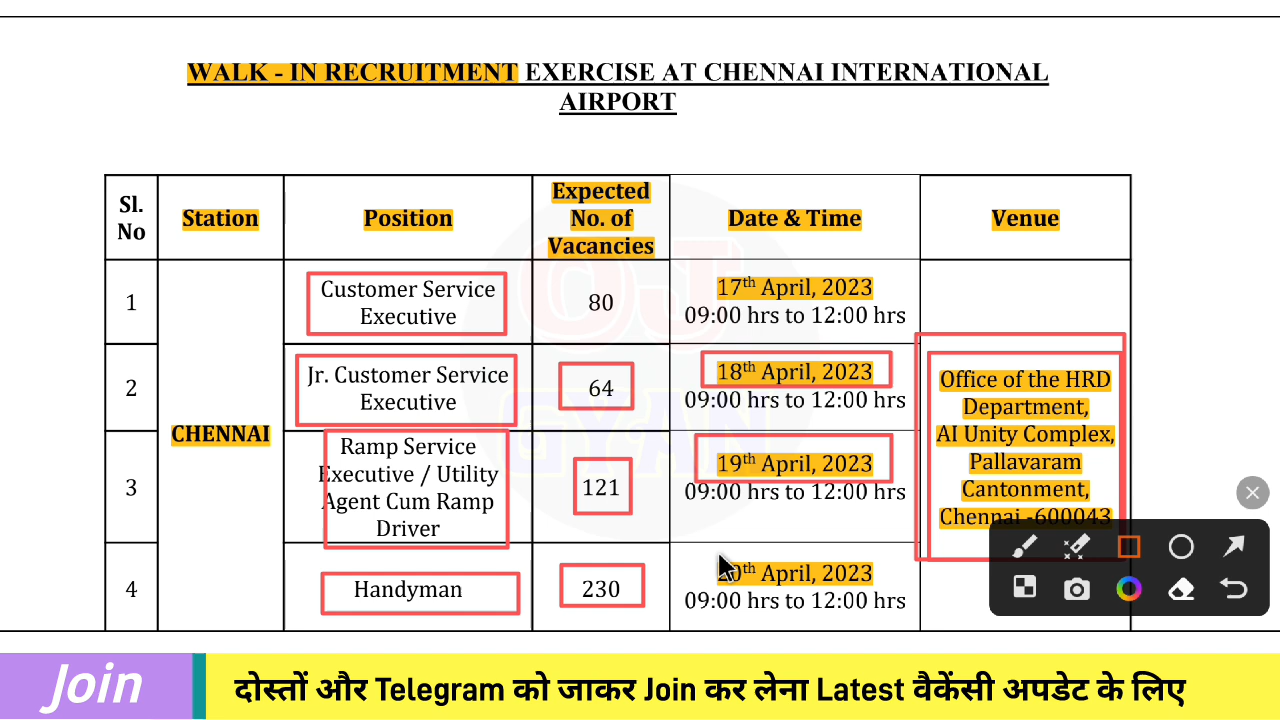 WALK - IN RECRUITMENT EXERCISE AT CHENNAI INTERNATIONAL
AIRPORT
Sl.
No
Station
Position
Expected
No. of
Vacancies
Date & Time
Venue
1
CHENNAI
Customer Service
Executive
80
17th April, 2023
09:00 hrs to 12:00 hrs
2
Jr. Customer Service
Executive
64
18th April, 2023
09:00 hrs to 12:00 hrs
3
Ramp Service
Executive / Utility
Agent Cum Ramp
Driver
121
19th April, 2023
09:00 hrs to 12:00 hrs
4
Handyman
230
April, 2023
09:00 hrs to 12:00 hrs
Office of the HRD
Department,
AI Unity Complex,
Pallavaram
Cantonment,
Chennai -600043
OJ
GYAN
Join
दोस्तों और Telegram को जाकर Join कर लेना Latest वैकेंसी अपडेट के लिए